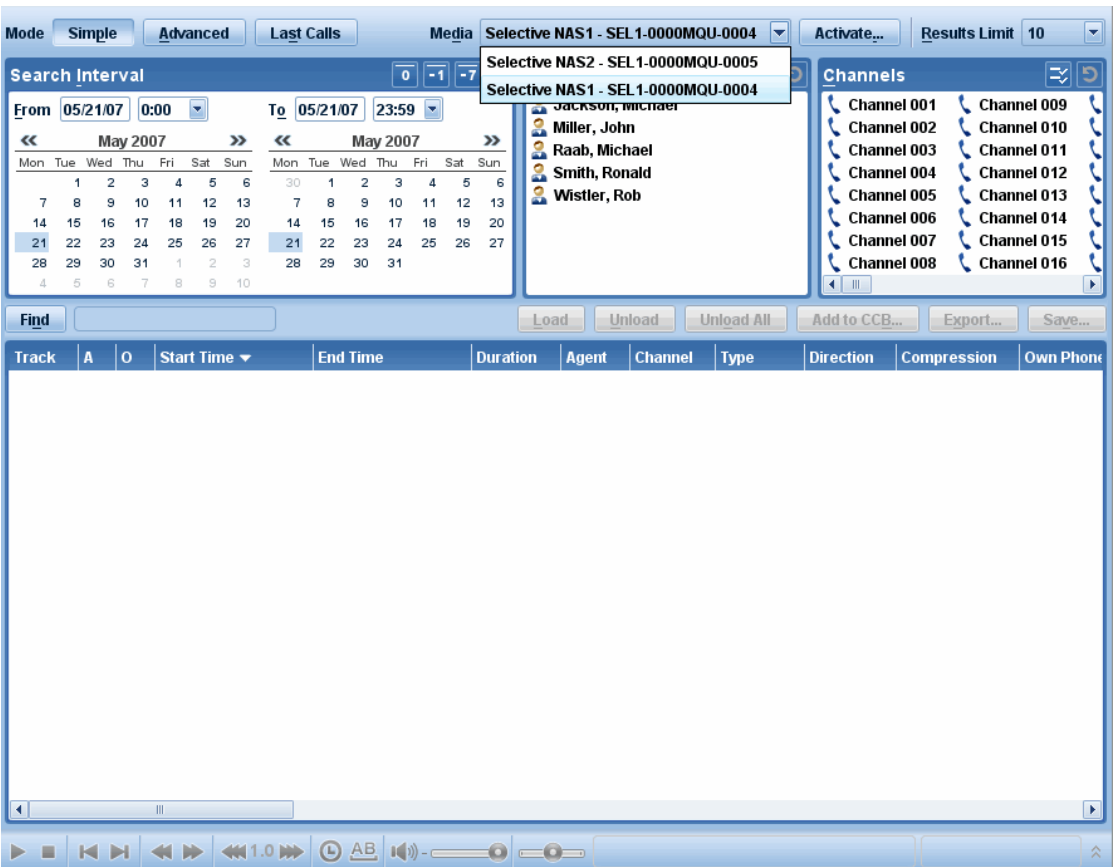 Mode Simple Advanced Last Calls Media Selective NAS1 - SEL1-0000MQU-0004 Activate... Results Limit 10
Selective NAS2 - SEL1-0000MQU-0005
Selective NAS1 - SEL1-0000MQU-0004
Search Interval 0 -1 -7
From 05/21/07 0:00 To 05/21/07 23:59
May 2007
Mon Tue Wed Thu Fri Sat Sun
1 2 3 4 5 6
7 8 9 10 11 12 13
14 15 16 17 18 19 20
21 22 23 24 25 26 27
28 29 30 31 1 2 3
4 5 6 7 8 9 10
May 2007
Mon Tue Wed Thu Fri Sat Sun
30 1 2 3 4 5 6
7 8 9 10 11 12 13
14 15 16 17 18 19 20
21 22 23 24 25 26 27
28 29 30 31
Jackson, Michael
Miller, John
Raab, Michael
Smith, Ronald
Wistler, Rob
Channels
Channel 001 Channel 009
Channel 002 Channel 010
Channel 003 Channel 011
Channel 004 Channel 012
Channel 005 Channel 013
Channel 006 Channel 014
Channel 007 Channel 015
Channel 008 Channel 016
Find Load Unload Unload All Add to CCB... Export... Save...
Track A O Start Time End Time Duration Agent Channel Type Direction Compression Own Phone
1.0 AB